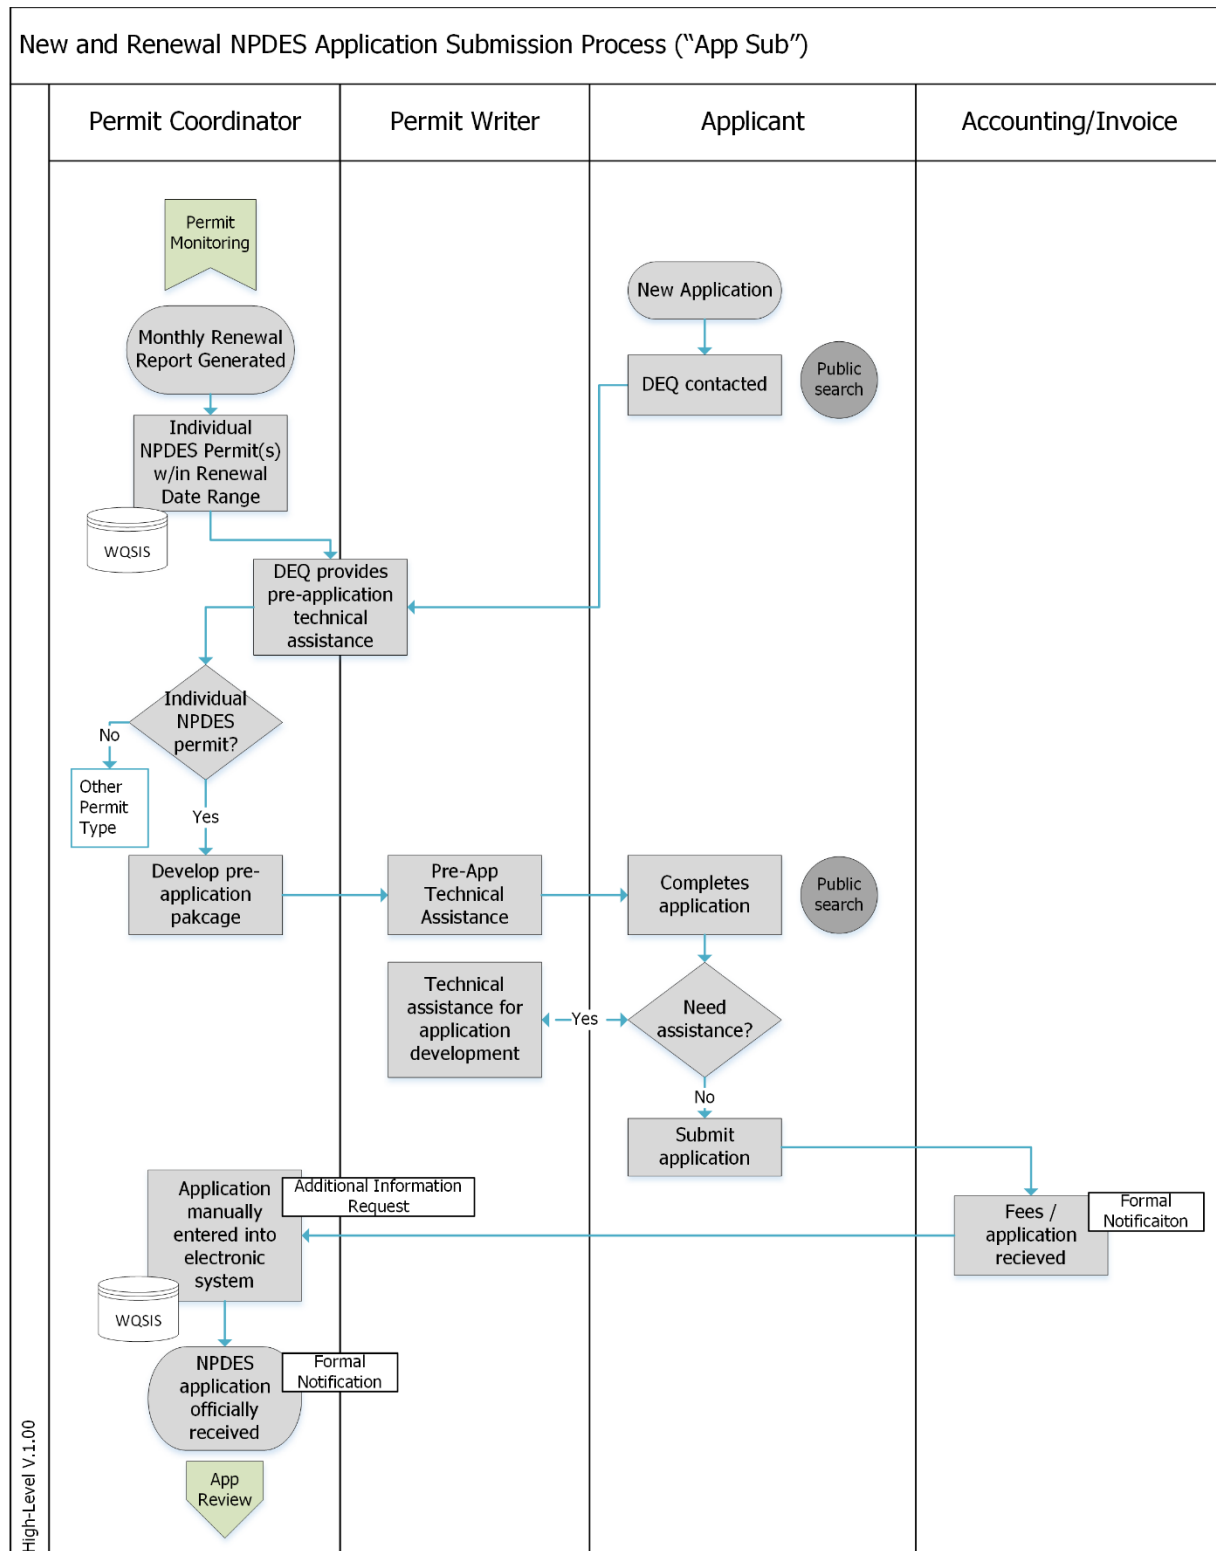 New and Renewal NPDES Application Submission Process (“App Sub”)
Permit Coordinator
Permit Writer
Applicant
Accounting/Invoice
Permit
Monitoring
New Application
Monthly Renewal
Report Generated
DEQ contacted
Public
search
Individual
NPDES Permit(s)
w/in Renewal
Date Range
WQSIS
DEQ provides
pre-application
technical
assistance
Individual
NPDES
permit?
No
Other
Permit
Type
Yes
Develop pre-
application
pakcage
Pre-App
Technical
Assistance
Completes
application
Public
search
Technical
assistance for
application
development
Yes
Need
assistance?
No
Submit
application
Application
manually
entered into
electronic
system
Additional Information
Request
Fees /
application
recieved
Formal
Notificaiton
WQSIS
NPDES
application
officially
received
Formal
Notification
App
Review
High-Level V.1.00